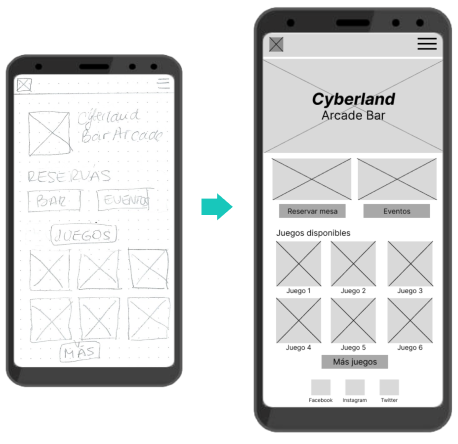 Cyberland
Bar Arcade
RESERVAS
BAR EVENTOS
JUEGOS
MÁS
Cyberland
Arcade Bar
Reservar mesa Eventos
Juegos disponibles
Juego 1 Juego 2 Juego 3
Juego 4 Juego 5 Juego 6
Más juegos
Facebook Instagram Twitter